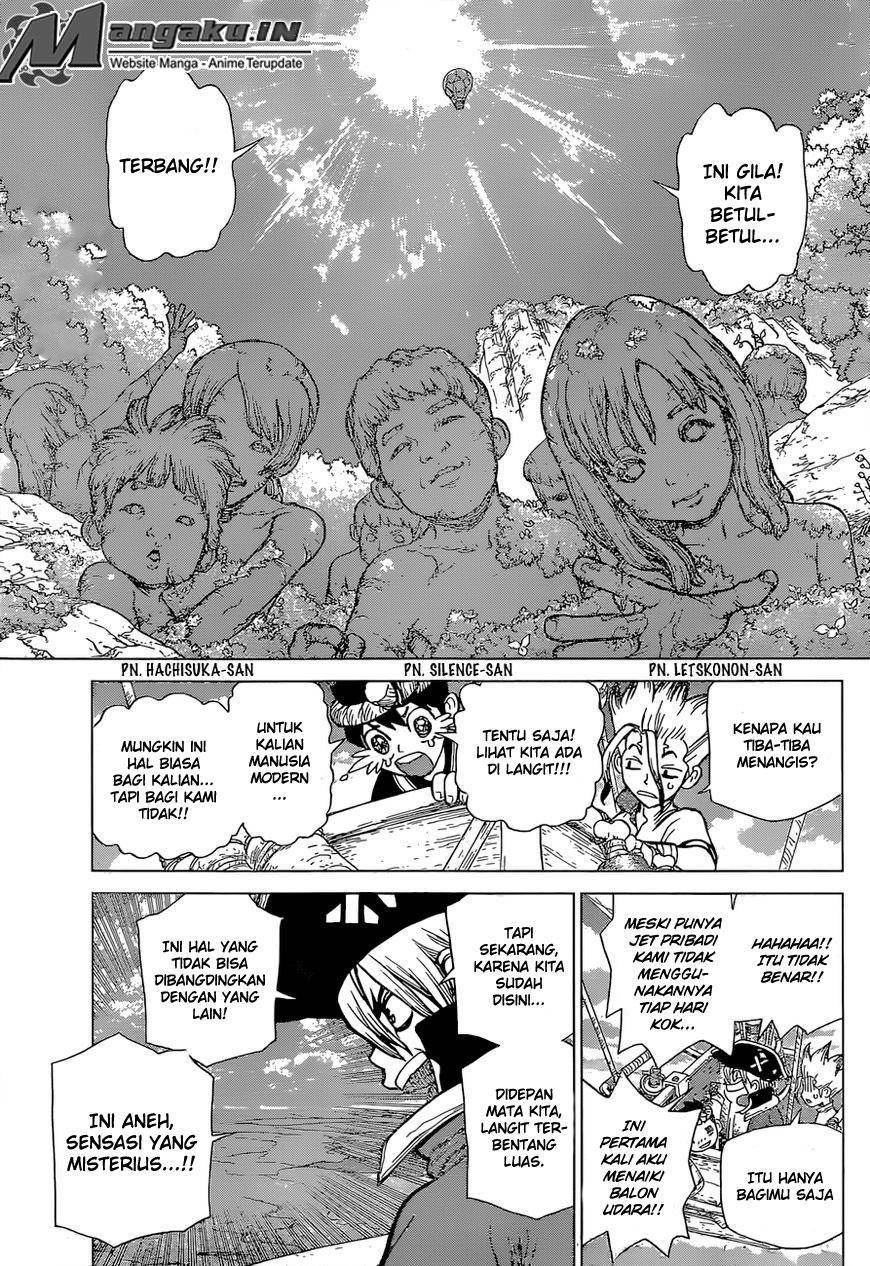 Mangaku.iN
Website Manga - Anime Terupdate
INI GILA!
KITA
BETUL-
BETUL...
TERBANG!!
PN. HACHISUKA-SAN
PN. SILENCE-SAN
PN. LETSKONON-SAN
KENAPA KAU
TIBA-TIBA
MENANGIS?
TENTU SAJA!
LIHAT KITA ADA
DI LANGIT!!!
UNTUK
KALIAN
MANUSIA
MODERN
...
MUNGKIN INI
HAL BIASA
BAGI KALIAN...
TAPI BAGI KAMI
TIDAK!!
HAHAHAA!!
ITU TIDAK
BENAR!!
MESKI PUNYA
JET PRIBADI
KAMI TIDAK
MENGGU-
NAKANNYA
TIAP HARI
KOK...
ITU HANYA
BAGIMU SAJA
INI
PERTAMA
KALI AKU
MENAIKI
BALON
UDARA!!
TAPI
SEKARANG,
KARENA KITA
SUDAH
DISINI...
DIDEPAN
MATA KITA,
LANGIT TER-
BENTANG
LUAS.
INI HAL YANG
TIDAK BISA
DIBANGDINGKAN
DENGAN YANG
LAIN!
INI ANEH,
SENSASI YANG
MISTERIUS...!!